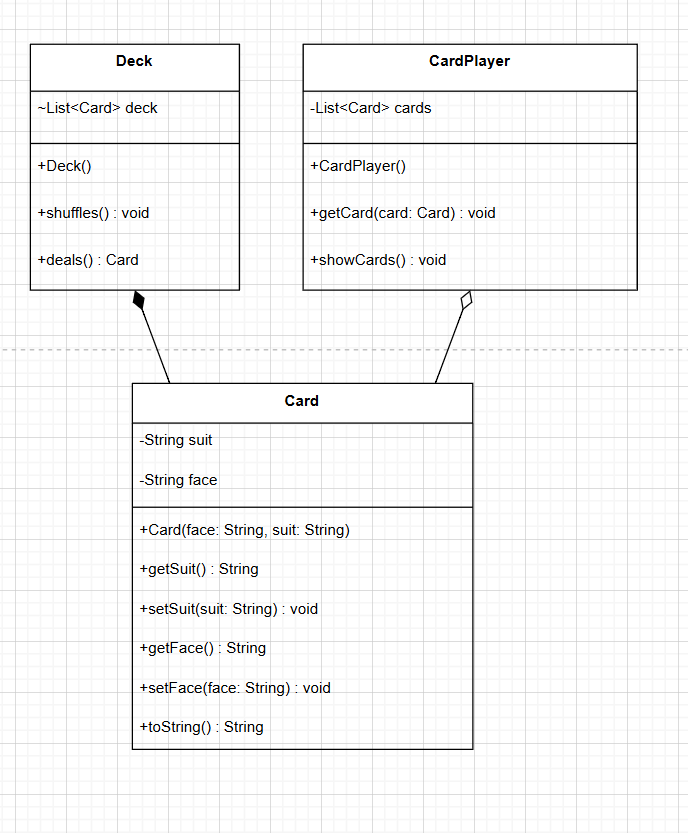 Deck
~List<Card> deck
+Deck()
+shuffles() : void
+deals() : Card
CardPlayer
-List<Card> cards
+CardPlayer()
+getCard(card: Card) : void
+showCards() : void
Card
-String suit
-String face
+Card(face: String, suit: String)
+getSuit() : String
+setSuit(suit: String) : void
+getFace() : String
+setFace(face: String) : void
+toString() : String